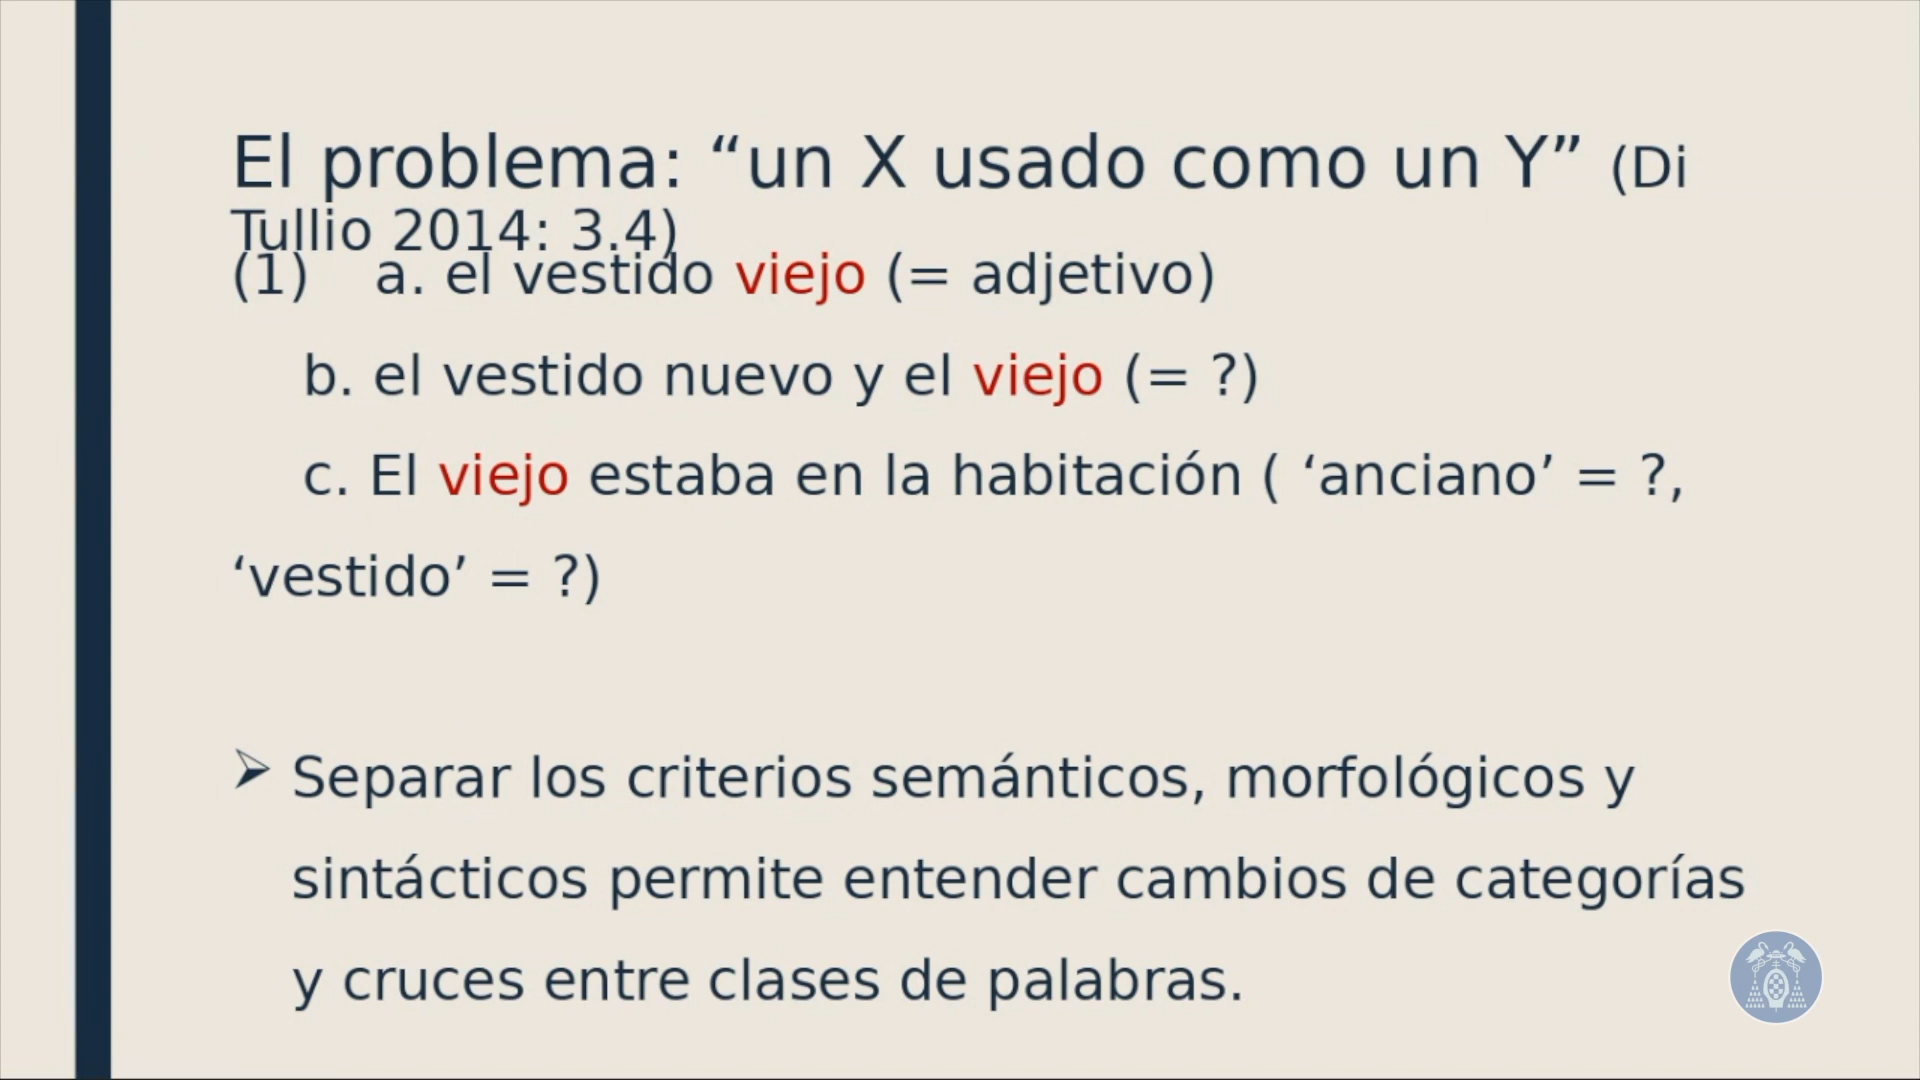 El problema: “un X usado como un Y” (Di
Tullio 2014: 3.4)
(1) a. el vestido viejo (= adjetivo)
b. el vestido nuevo y el viejo (= ?)
c. El viejo estaba en la habitación ( ‘anciano’ = ?,
‘vestido’ = ?)
➢ Separar los criterios semánticos, morfológicos y
sintácticos permite entender cambios de categorías
y cruces entre clases de palabras.